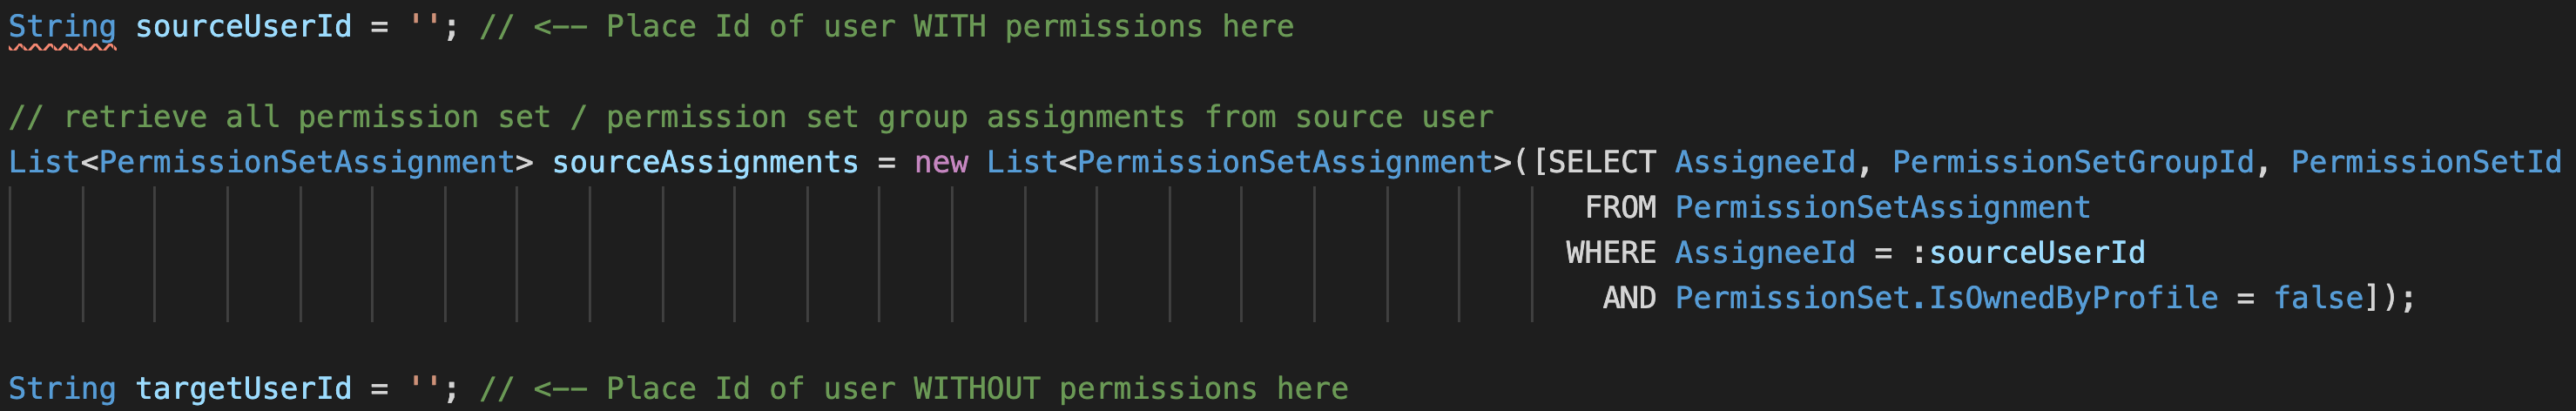 String sourceUserId = ''; // <-- Place Id of user WITH permissions here
// retrieve all permission set / permission set group assignments from source user
List<PermissionSetAssignment> sourceAssignments = new List<PermissionSetAssignment>([SELECT AssigneeId, PermissionSetGroupId, PermissionSetId
FROM PermissionSetAssignment
WHERE AssigneeId = :sourceUserId
AND PermissionSet.IsOwnedByProfile = false]);
String targetUserId = ''; // <-- Place Id of user WITHOUT permissions here